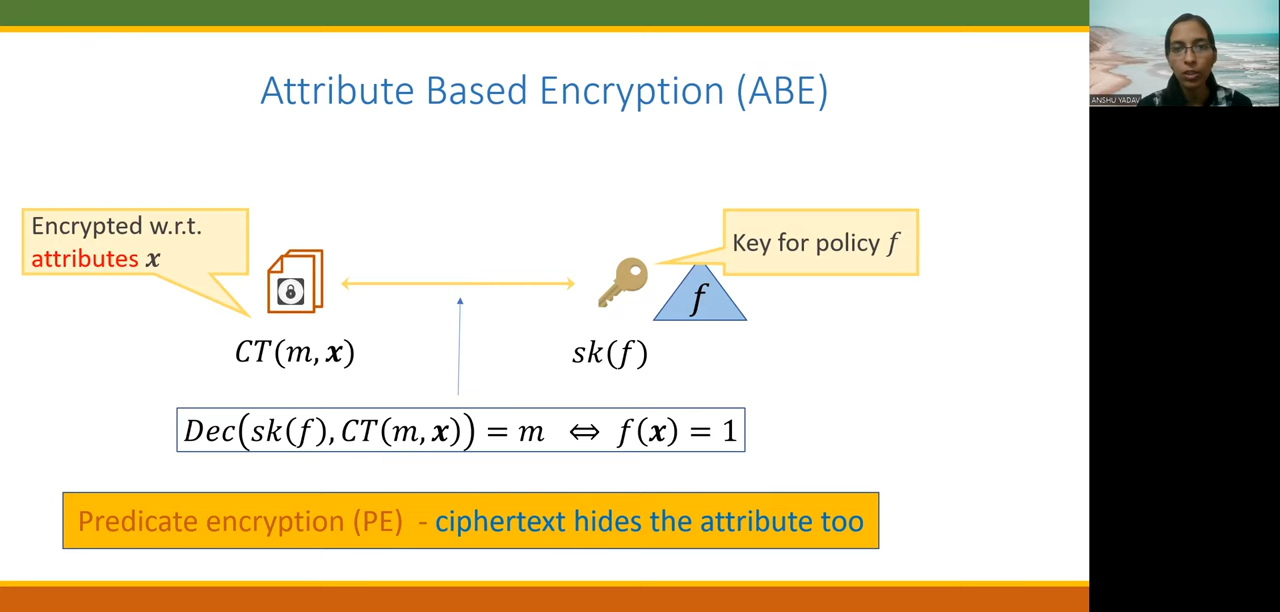 Attribute Based Encryption (ABE)
ANSHU YADAV
Encrypted w.r.t.
attributes x
Key for policy f
f
CT(m, x)
sk(f)
Dec(sk(f), CT(m, x)) = m ⇔ f(x) = 1
Predicate encryption (PE) - ciphertext hides the attribute too